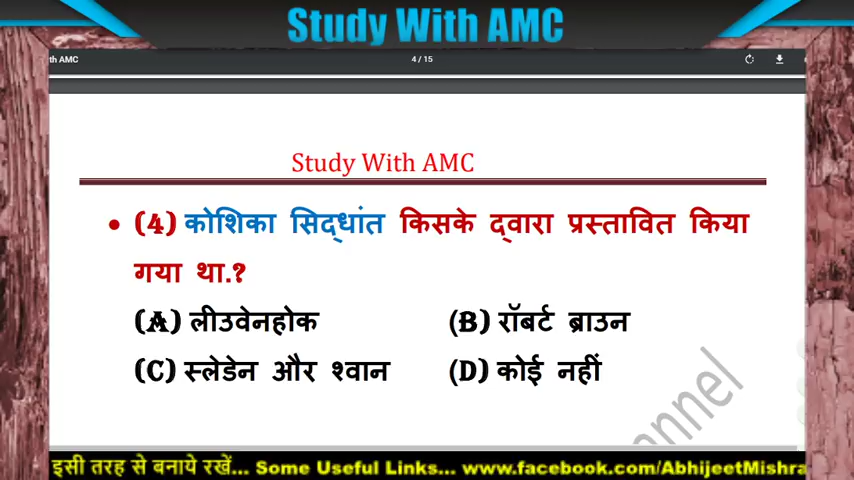 Study With AMC
th AMC
4 / 15
Study With AMC
• (4) कोशिका सिद्धांत किसके द्वारा प्रस्तावित किया
गया था.?
(A) लीउवेनहोक (B) रॉबर्ट ब्राउन
(C) स्लेडेन और श्वान (D) कोई नहीं
nnel
इसी तरह से बनाये रखें... Some Useful Links... www.facebook.com/AbhijeetMishra